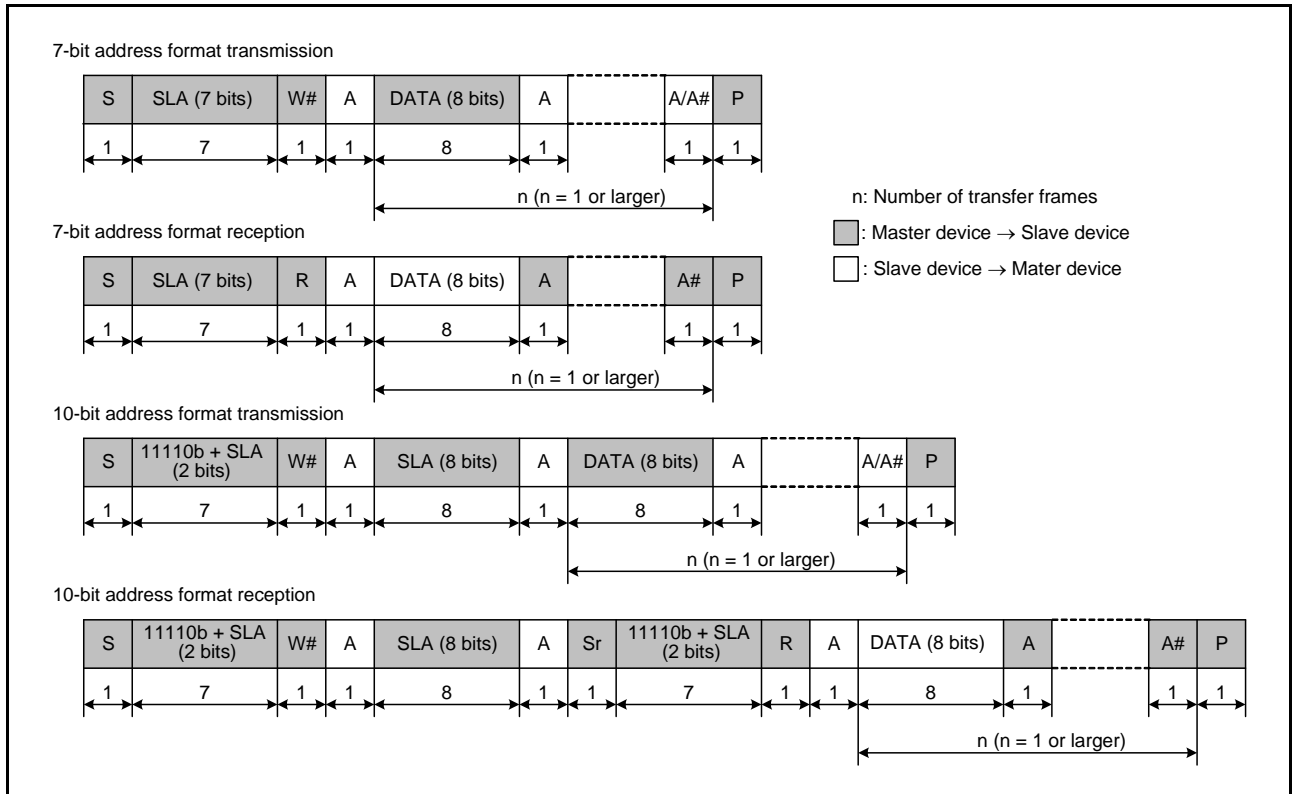 7-bit address format transmission
S SLA (7 bits) W# A DATA (8 bits) A A/A# P
1 7 1 1 8 1 1 1
n (n = 1 or larger)
n: Number of transfer frames
: Master device → Slave device
: Slave device → Mater device
7-bit address format reception
S SLA (7 bits) R A DATA (8 bits) A A# P
1 7 1 1 8 1 1 1
n (n = 1 or larger)
10-bit address format transmission
S 11110b + SLA (2 bits) W# A SLA (8 bits) A DATA (8 bits) A A/A# P
1 7 1 1 8 1 8 1 1 1
n (n = 1 or larger)
10-bit address format reception
S 11110b + SLA (2 bits) W# A SLA (8 bits) A Sr 11110b + SLA (2 bits) R A DATA (8 bits) A A# P
1 7 1 1 8 1 1 7 1 1 8 1 1 1
n (n = 1 or larger)